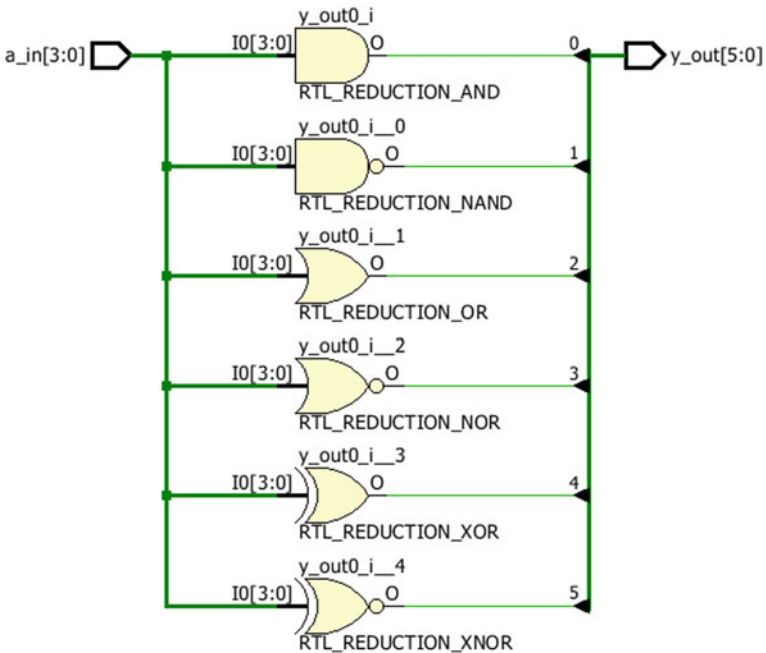 y_out0_i
a_in[3:0] I0[3:0] O 0 y_out[5:0]
RTL_REDUCTION_AND
y_out0_i__0
I0[3:0] O 1
RTL_REDUCTION_NAND
y_out0_i__1
I0[3:0] O 2
RTL_REDUCTION_OR
y_out0_i__2
I0[3:0] O 3
RTL_REDUCTION_NOR
y_out0_i__3
I0[3:0] O 4
RTL_REDUCTION_XOR
y_out0_i__4
I0[3:0] O 5
RTL_REDUCTION_XNOR